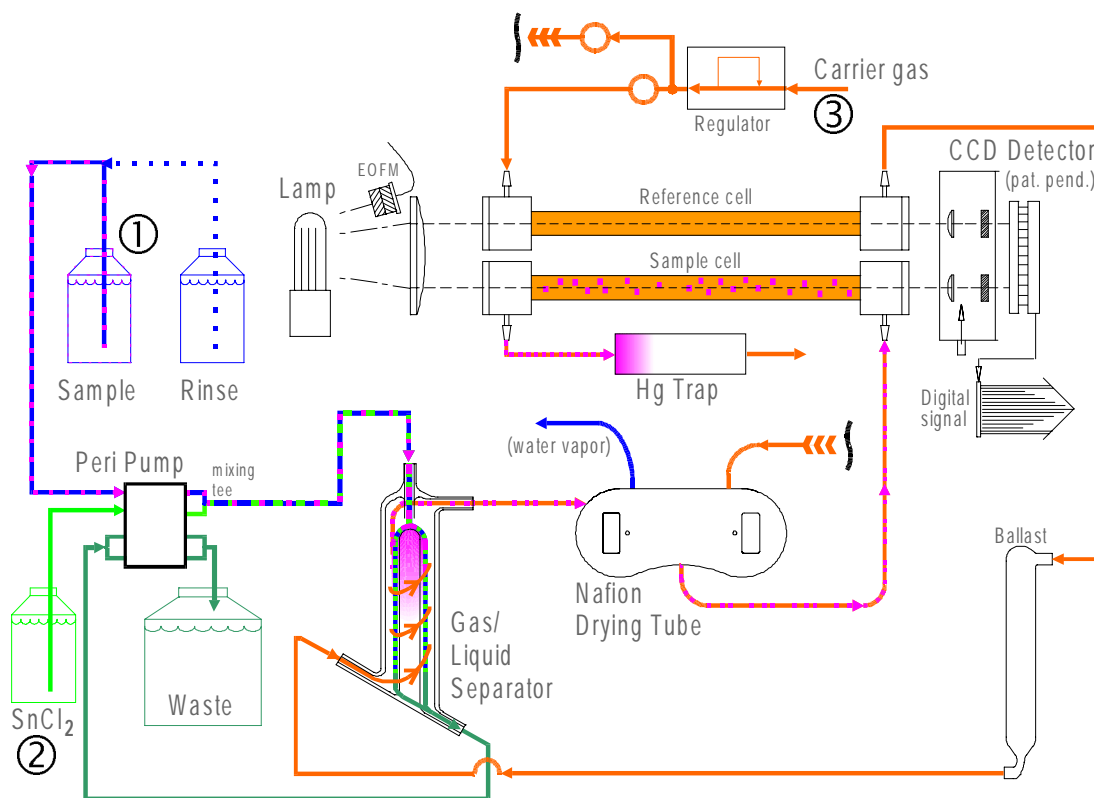 Carrier gas
③
Regulator
CCD Detector
(pat. pend.)
EOFM
Lamp
Reference cell
①
Sample cell
Sample
Rinse
Hg Trap
Digital
signal
(water vapor)
Peri Pump
mixing
tee
Ballast
Nafion
Drying Tube
Gas/
Liquid
Separator
Waste
SnCl₂
②